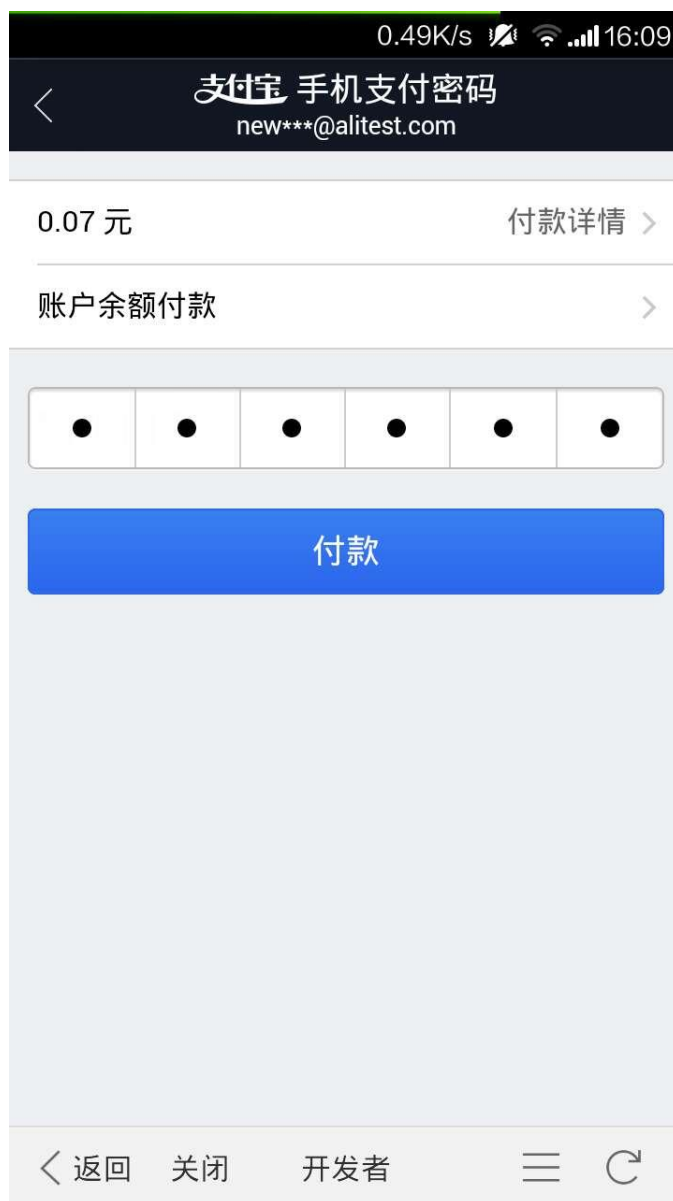 0.49K/s 16:09
支付宝 手机支付密码
new***@alitest.com
0.07 元 付款详情
账户余额付款
付款
返回 关闭 开发者